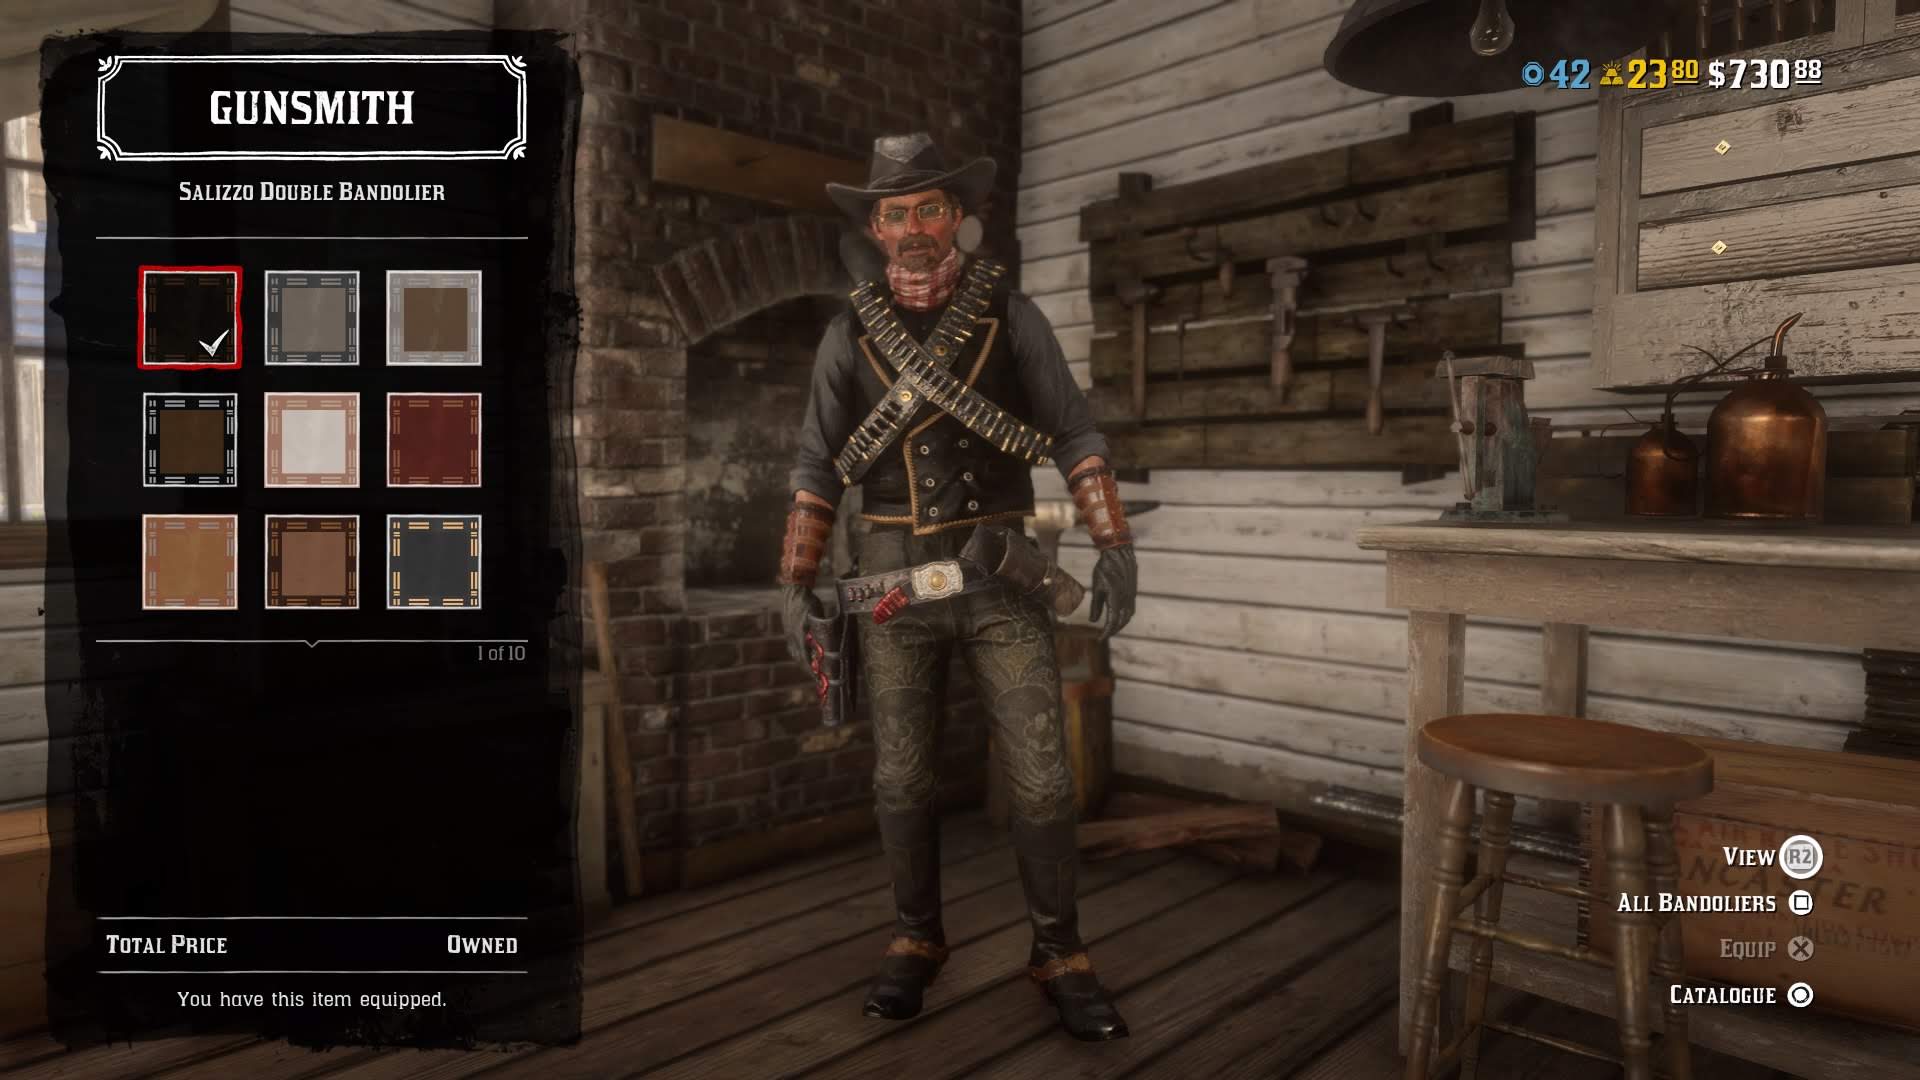 GUNSMITH
42 23 80 $730 88
SALIZZO DOUBLE BANDOLIER
1 of 10
TOTAL PRICE OWNED
You have this item equipped.
VIEW R2
ALL BANDOLIERS
EQUIP
CATALOGUE